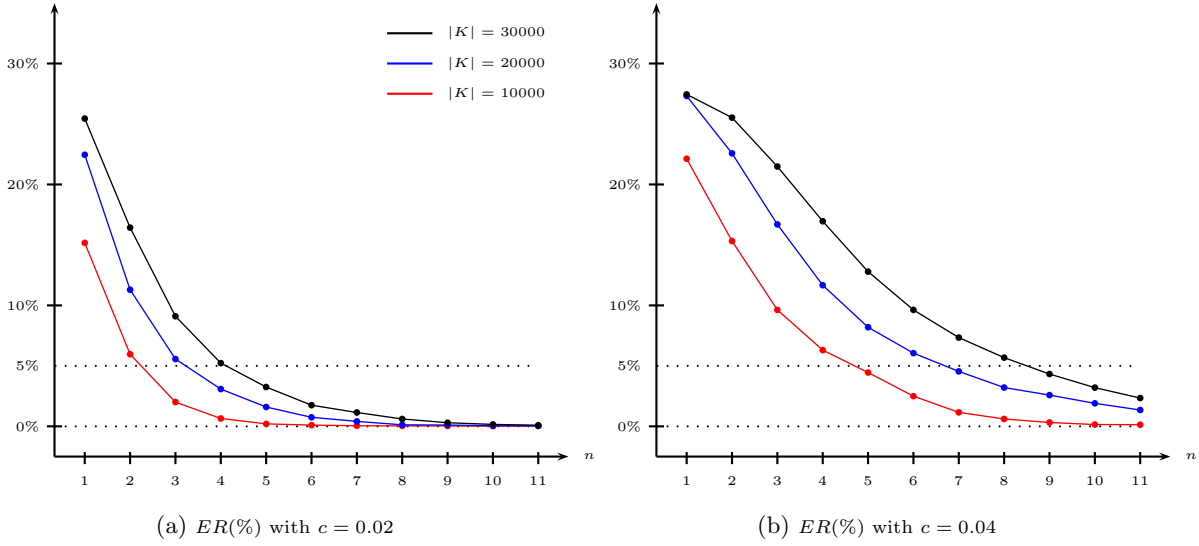 |K| = 30000
|K| = 20000
|K| = 10000
30%
20%
10%
5%
0%
1 2 3 4 5 6 7 8 9 10 11 n
(a) ER(%) with c = 0.02
30%
20%
10%
5%
0%
1 2 3 4 5 6 7 8 9 10 11 n
(b) ER(%) with c = 0.04